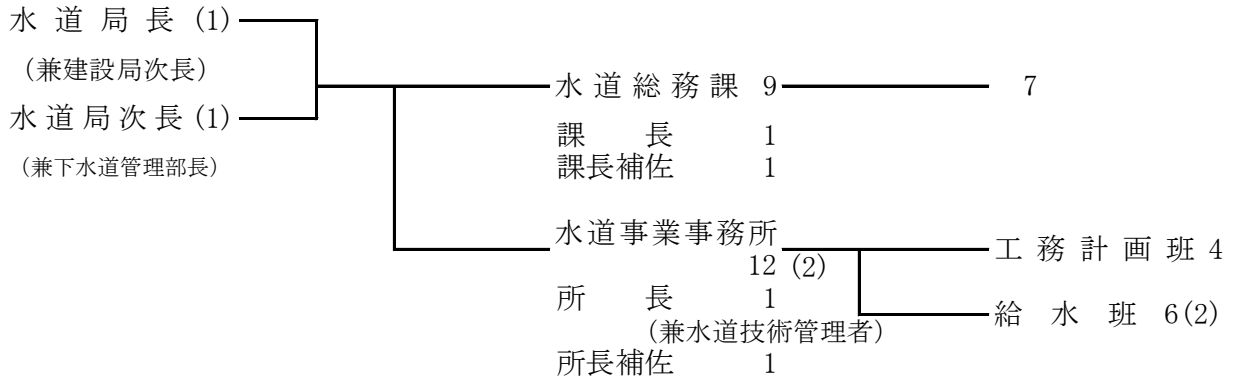 水道局長(1)
(兼建設局次長)
水道局次長(1)
(兼下水道管理部長)
水道総務課 9
7
課長 1
課長補佐 1
水道事業事務所
12 (2)
所長 1
(兼水道技術管理者)
所長補佐 1
工務計画班 4
給水班 6(2)